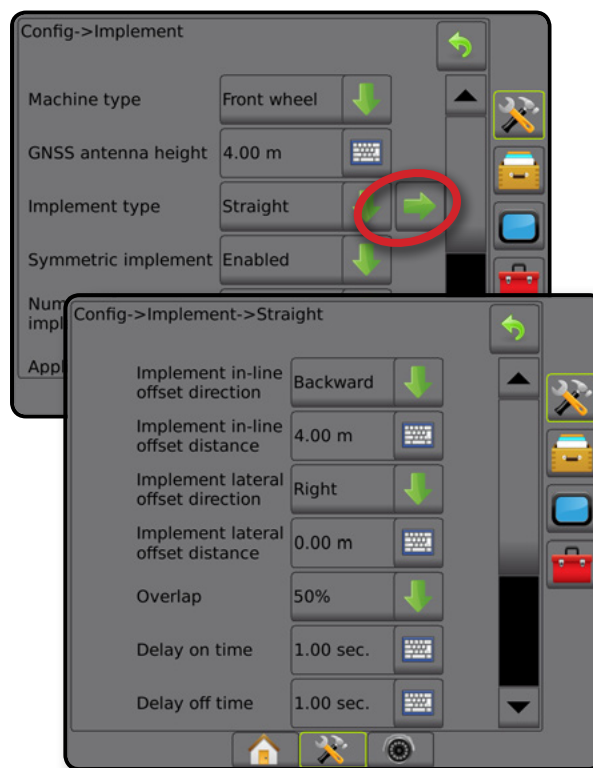 Config->Implement
Machine type Front wheel
GNSS antenna height 4.00 m
Implement type Straight
Symmetric implement Enabled
Num
impl
Appl
Config->Implement->Straight
Implement in-line
offset direction Backward
Implement in-line
offset distance 4.00 m
Implement lateral
offset direction Right
Implement lateral
offset distance 0.00 m
Overlap 50%
Delay on time 1.00 sec.
Delay off time 1.00 sec.